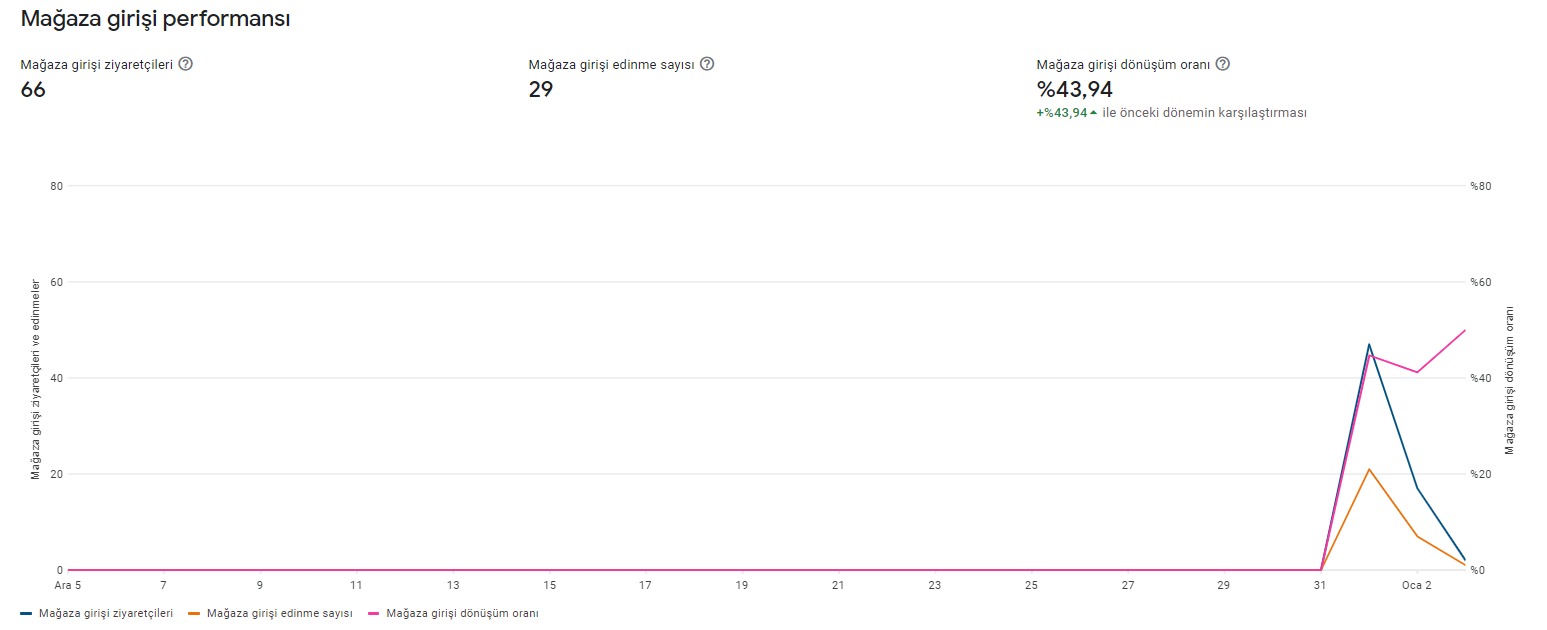 Mağaza girişi performansı
Mağaza girişi ziyaretçileri
66
Mağaza girişi edinme sayısı
29
Mağaza girişi dönüşüm oranı
%43,94
+%43,94 ile önceki dönemin karşılaştırması
Mağaza girişi ziyaretçileri ve edinmeler
80
60
40
20
0
%80
%60
%40
%20
%0
Mağaza girişi dönüşüm oranı
Ara 5 7 9 11 13 15 17 19 21 23 25 27 29 31 Oca 2
Mağaza girişi ziyaretçileri Mağaza girişi edinme sayısı Mağaza girişi dönüşüm oranı